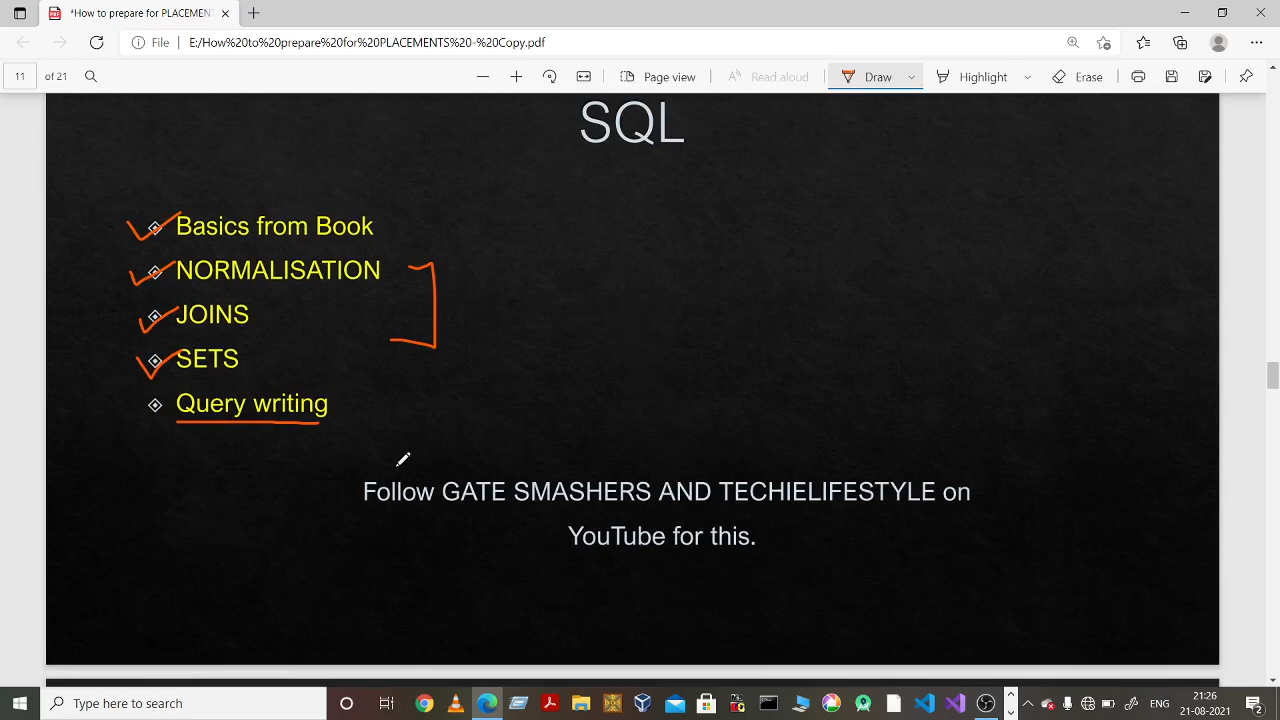 *How to prepare for PLACEMENT
File
E:/How%20to%20prepare%20for%20PLACEMENTS%20-%20Copy.pdf
11 of 21
Page view
Read aloud
Draw
Highlight
Erase
SQL
Basics from Book
NORMALISATION
JOINS
SETS
Query writing
Follow GATE SMASHERS AND TECHIELIFESTYLE on
YouTube for this.
Type here to search
ENG
21:26
21-08-2021
2